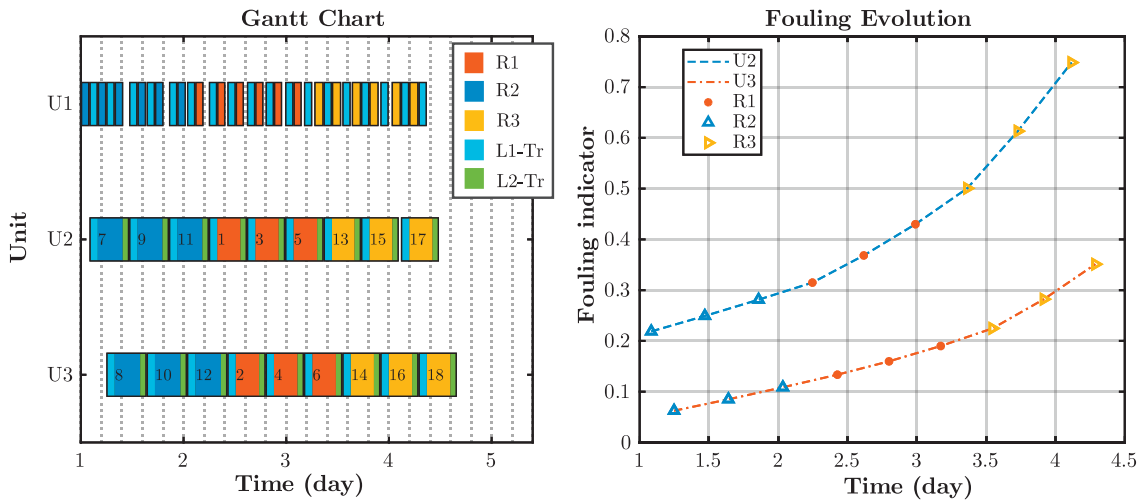 Gantt Chart
R1
R2
R3
L1-Tr
L2-Tr
Unit
U1
U2
U3
7 9 11 1 3 5 13 15 17
8 10 12 2 4 6 14 16 18
1 2 3 4 5
Time (day)
Fouling Evolution
U2
U3
R1
R2
R3
Fouling indicator
0.8
0.7
0.6
0.5
0.4
0.3
0.2
0.1
0
1 1.5 2 2.5 3 3.5 4 4.5
Time (day)